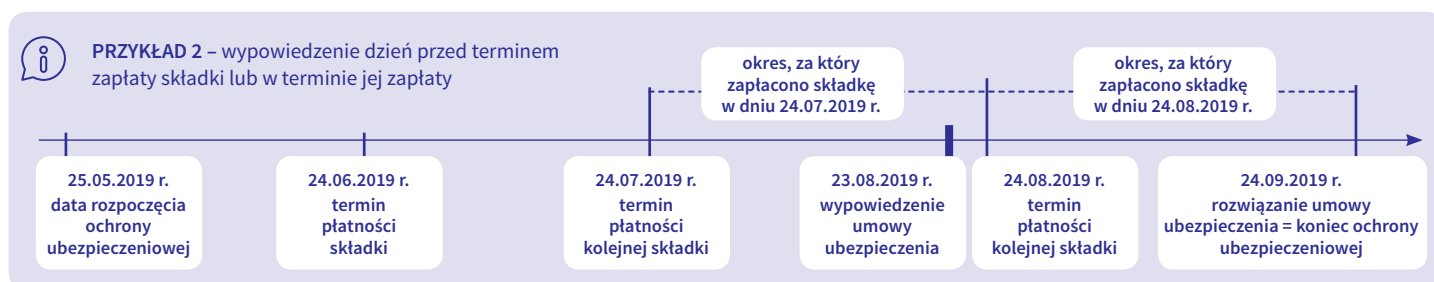 PRZYKŁAD 2 – wypowiedzenie dzień przed terminem
zapłaty składki lub w terminie jej zapłaty
okres, za który
zapłacono składkę
w dniu 24.07.2019 r.
okres, za który
zapłacono składkę
w dniu 24.08.2019 r.
25.05.2019 r.
data rozpoczęcia
ochrony
ubezpieczeniowej
24.06.2019 r.
termin
płatności
składki
24.07.2019 r.
termin
płatności
kolejnej składki
23.08.2019 r.
wypowiedzenie
umowy
ubezpieczenia
24.08.2019 r.
termin
płatności
kolejnej składki
24.09.2019 r.
rozwiązanie umowy
ubezpieczenia = koniec ochrony
ubezpieczeniowej